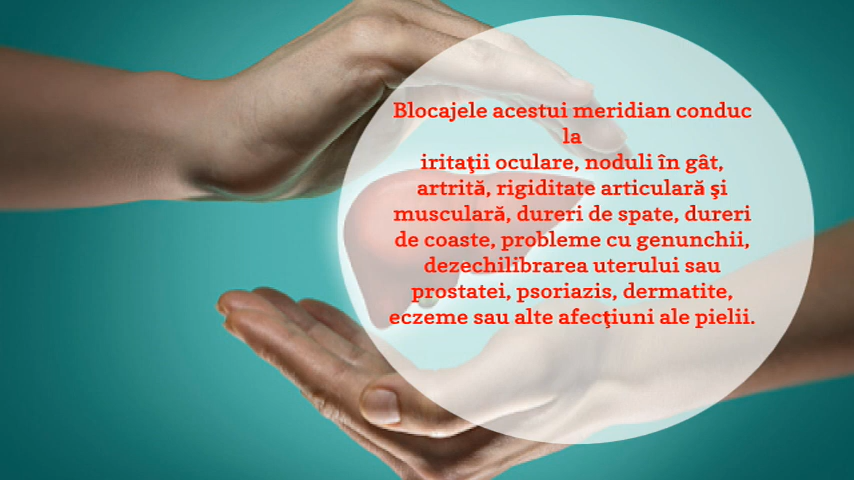 Blocajele acestui meridian conduc
la
iritaţii oculare, noduli în gât,
artrită, rigiditate articulară şi
musculară, dureri de spate, dureri
de coaste, probleme cu genunchii,
dezechilibrarea uterului sau
prostatei, psoriazis, dermatite,
eczeme sau alte afecţiuni ale pielii.